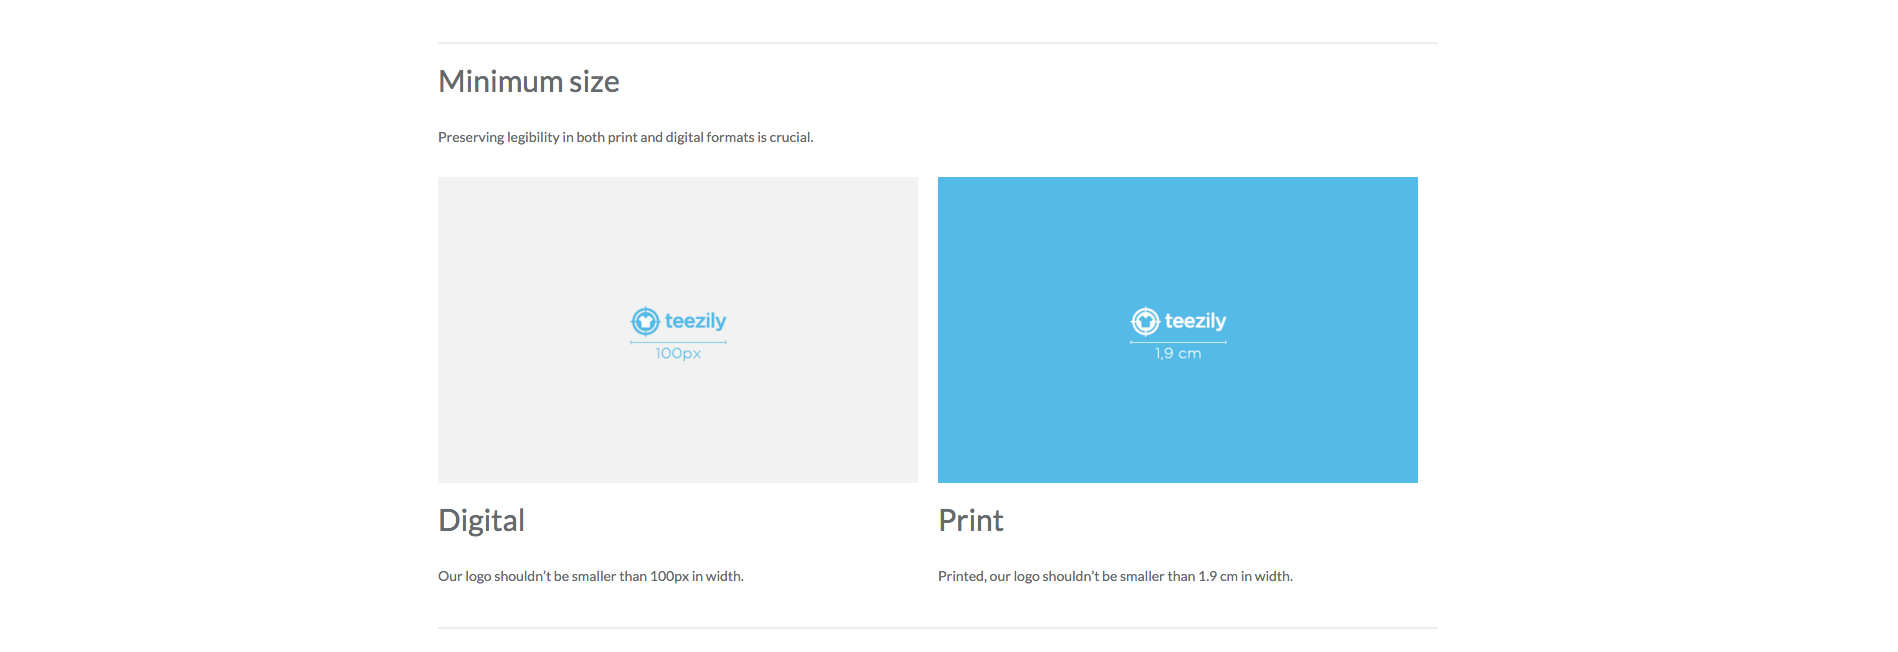 Minimum size
Preserving legibility in both print and digital formats is crucial.
teezily
100px
teezily
1,9 cm
Digital
Our logo shouldn't be smaller than 100px in width.
Print
Printed, our logo shouldn't be smaller than 1.9 cm in width.